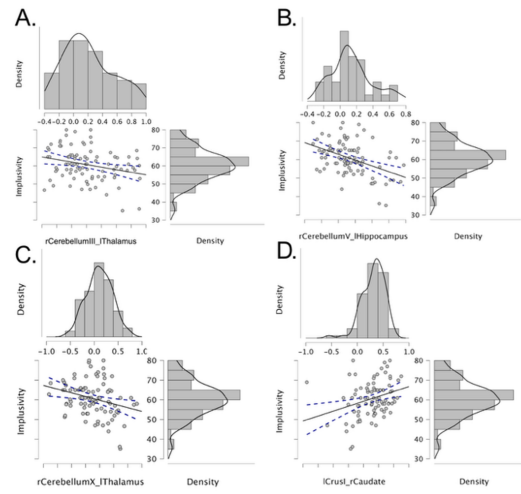 A.
B.
Density
Density
-0.4 -0.2 0.0 0.2 0.4 0.6 0.8 1.0
-0.4 -0.2 0.0 0.2 0.4 0.6 0.8
Implusivity
80
70
60
50
40
30
Implusivity
80
70
60
50
40
30
rCerebellumIII_lThalamus
Density
rCerebellumV_lHippocampus
Density
C.
D.
Density
Density
-1.0 -0.5 0.0 0.5 1.0
-1.0 -0.5 0.0 0.5 1.0
Implusivity
80
70
60
50
40
30
Implusivity
80
70
60
50
40
30
rCerebellumX_lThalamus
Density
lCrusI_rCaudate
Density